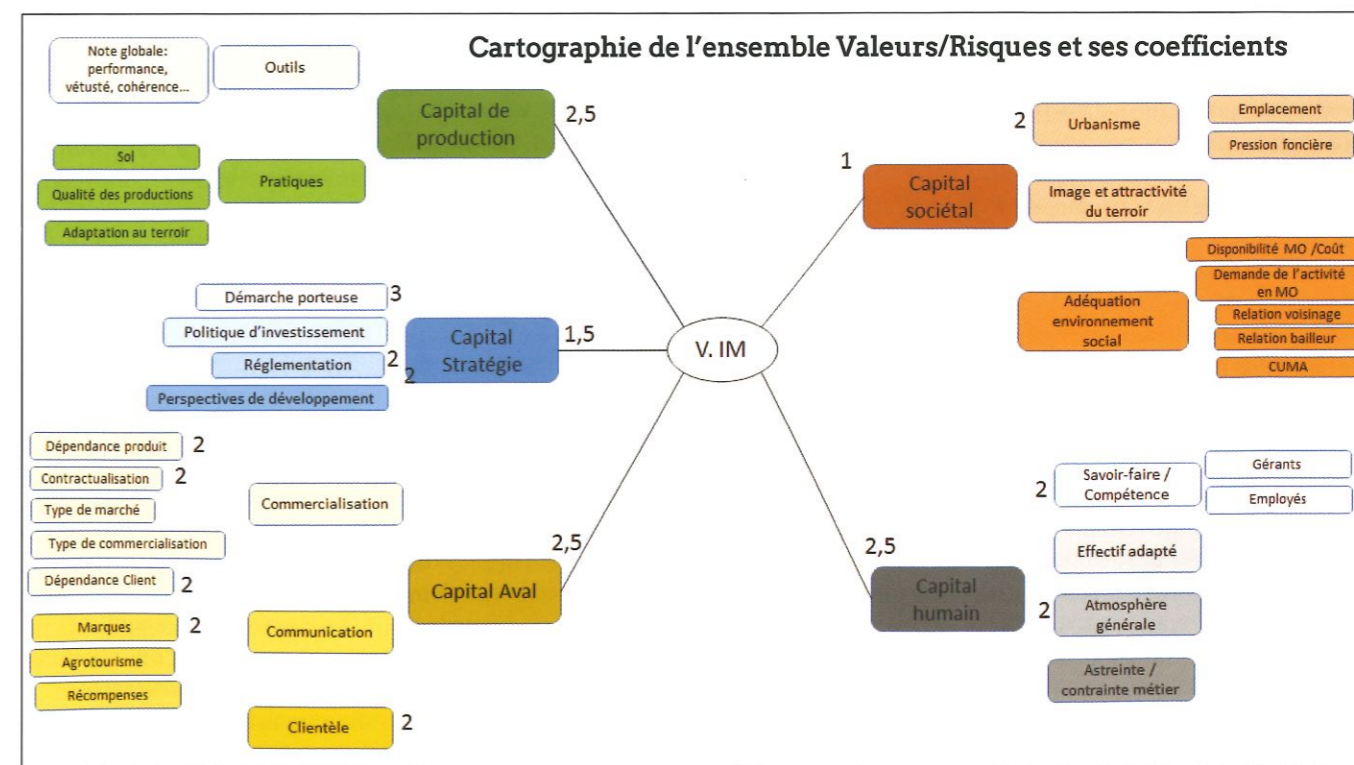 Cartographie de l'ensemble Valeurs/Risques et ses coefficients
Note globale:
performance,
vétusté, cohérence...
Outils
Capital de
production
2,5
Sol
Qualité des productions
Adaptation au terroir
Pratiques
Démarche porteuse
3
Politique d'investissement
Réglementation
2
Perspectives de développement
2
Capital
Stratégie
1,5
V. IM
Dépendance produit
2
Contractualisation
2
Type de marché
Type de commercialisation
Dépendance Client
2
Commercialisation
Capital Aval
2,5
Marques
2
Agrotourisme
Récompenses
Communication
Clientèle
2
1
Capital
sociétal
2
Urbanisme
Emplacement
Pression foncière
Image et attractivité
du terroir
Adéquation
environnement
social
Disponibilité MO /Coût
Demande de l'activité
en MO
Relation voisinage
Relation bailleur
CUMA
2,5
Capital
humain
2
Savoir-faire /
Compétence
Gérants
Employés
Effectif adapté
2
Atmosphère
générale
Astreinte /
contrainte métier